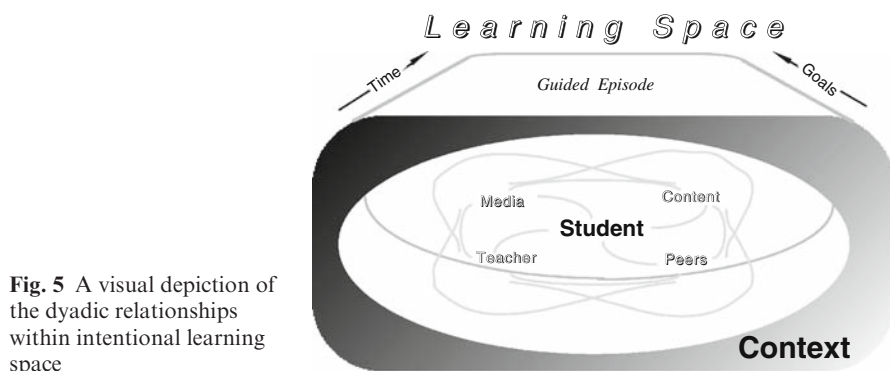 Learning Space
Time
Goals
Guided Episode
Media
Content
Student
Teacher
Peers
Context
Fig. 5 A visual depiction of
the dyadic relationships
within intentional learning
space